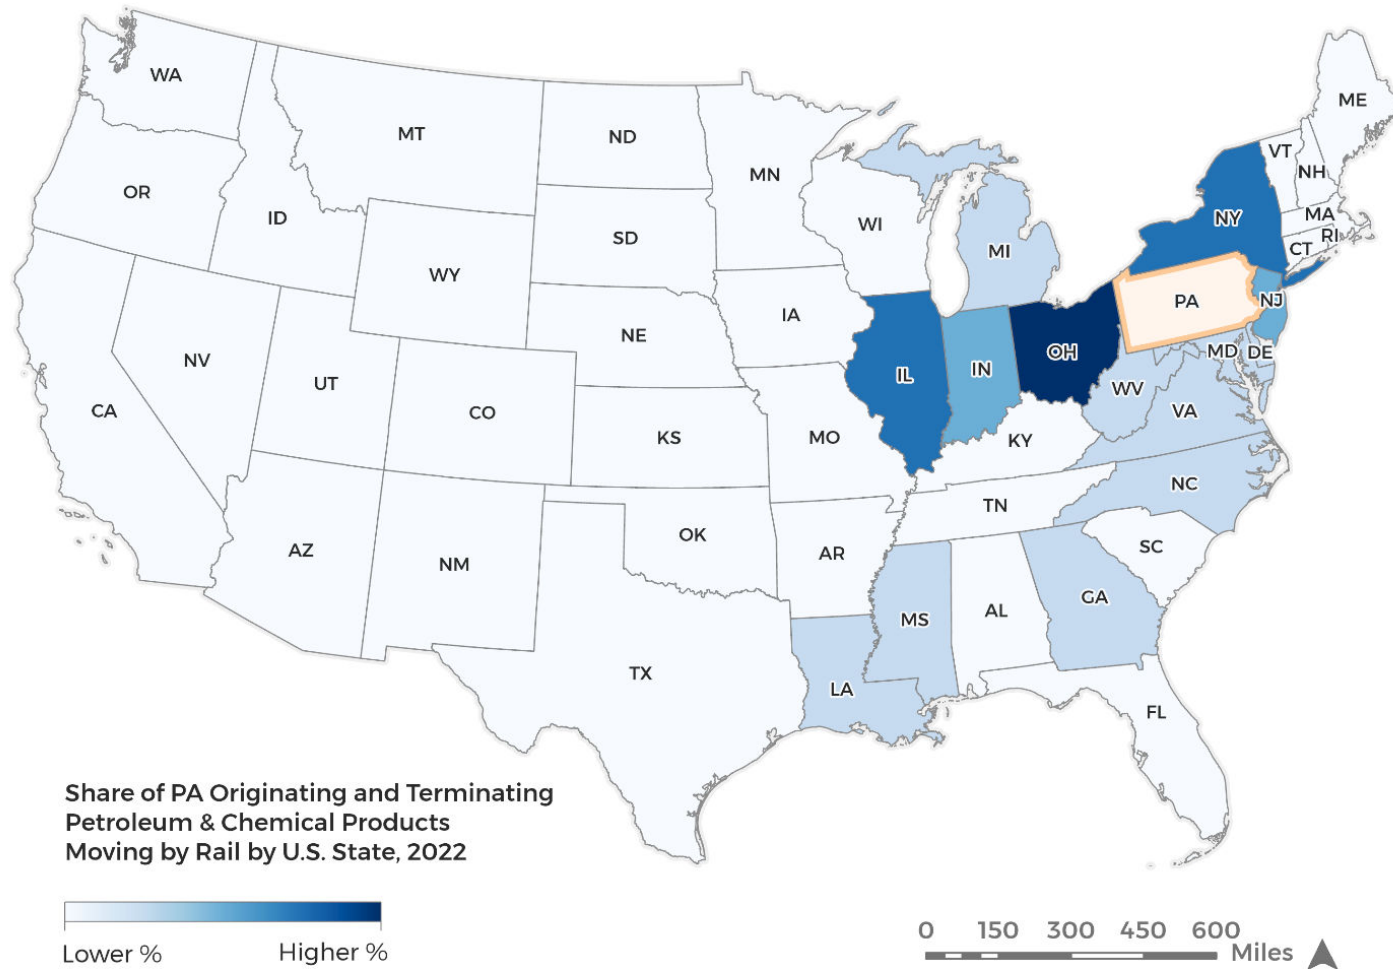 WA
MT
ND
MN
ME
VT
NH
OR
ID
SD
WI
NY
MA
RI
CT
MI
WY
PA
NJ
IA
NE
NV
UT
CO
IL
IN
OH
MD
DE
WV
VA
CA
KS
MO
KY
NC
TN
OK
AR
SC
AZ
NM
MS
AL
GA
TX
LA
FL
Share of PA Originating and Terminating
Petroleum & Chemical Products
Moving by Rail by U.S. State, 2022
Lower % Higher %
0 150 300 450 600
Miles